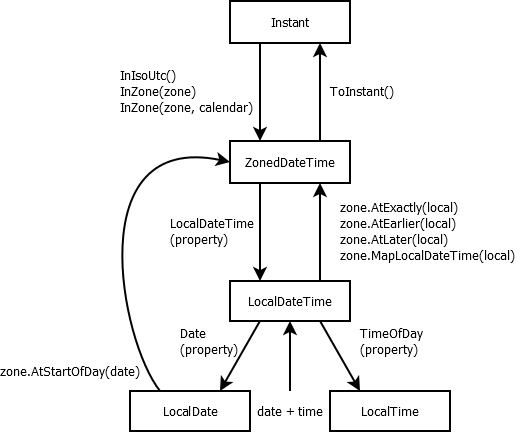 Instant
InIsoUtc()
InZone(zone)
InZone(zone, calendar)
ToInstant()
ZonedDateTime
LocalDateTime
(property)
zone.AtExactly(local)
zone.AtEarlier(local)
zone.AtLater(local)
zone.MapLocalDateTime(local)
LocalDateTime
Date
(property)
TimeOfDay
(property)
zone.AtStartOfDay(date)
LocalDate
date + time
LocalTime